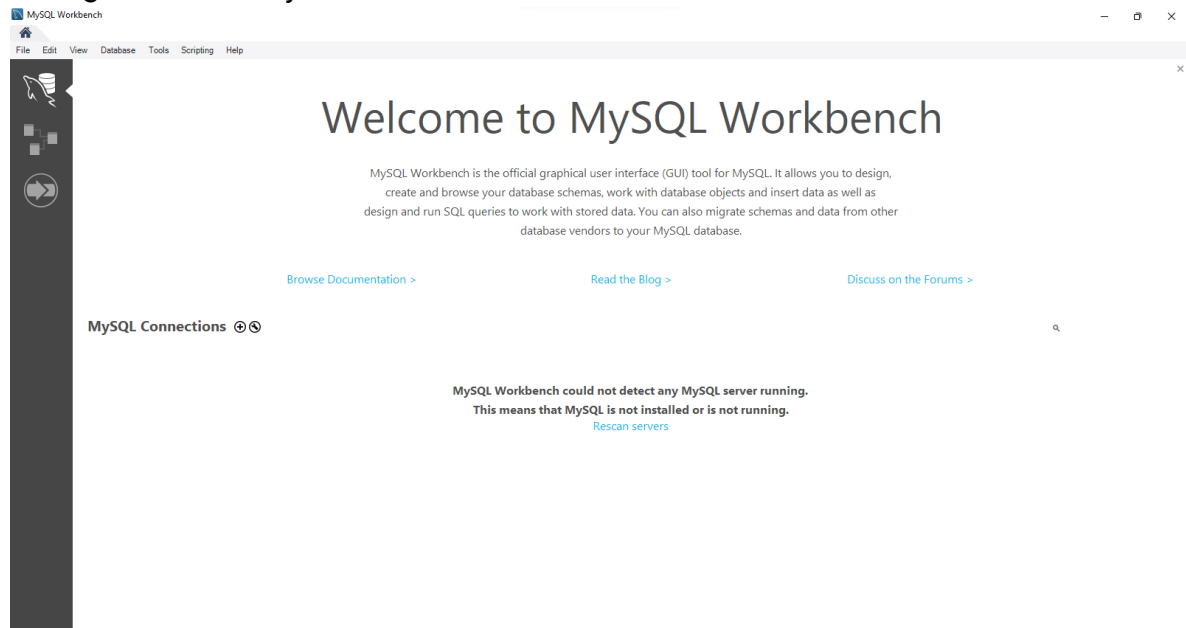 MySQL Workbench
File Edit View Database Tools Scripting Help
Welcome to MySQL Workbench
MySQL Workbench is the official graphical user interface (GUI) tool for MySQL. It allows you to design,
create and browse your database schemas, work with database objects and insert data as well as
design and run SQL queries to work with stored data. You can also migrate schemas and data from other
database vendors to your MySQL database.
Browse Documentation > Read the Blog > Discuss on the Forums >
MySQL Connections
MySQL Workbench could not detect any MySQL server running.
This means that MySQL is not installed or is not running.
Rescan servers